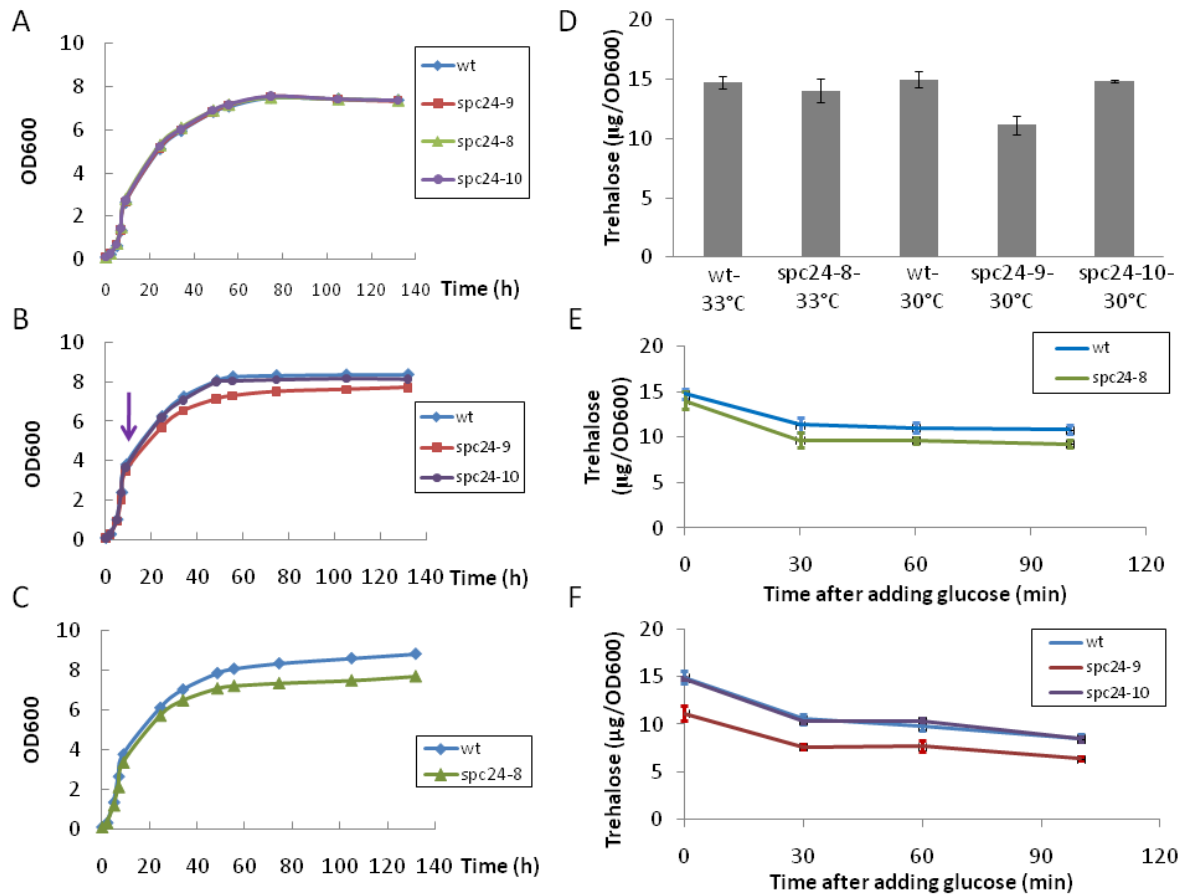 A
10
8
6
4
2
0
OD600
0 20 40 60 80 100 120 140
Time (h)
wt
spc24-9
spc24-8
spc24-10
B
10
8
6
4
2
0
OD600
0 20 40 60 80 100 120 140
Time (h)
wt
spc24-9
spc24-10
C
10
8
6
4
2
0
OD600
0 20 40 60 80 100 120 140
Time (h)
wt
spc24-8
D
20
15
10
5
0
Trehalose (µg/OD600)
wt-
33°C
spc24-8-
33°C
wt-
30°C
spc24-9-
30°C
spc24-10-
30°C
E
20
15
10
5
0
Trehalose
(µg/OD600)
0 30 60 90 120
Time after adding glucose (min)
wt
spc24-8
F
20
15
10
5
0
Trehalose (µg/OD600)
0 30 60 90 120
Time after adding glucose (min)
wt
spc24-9
spc24-10